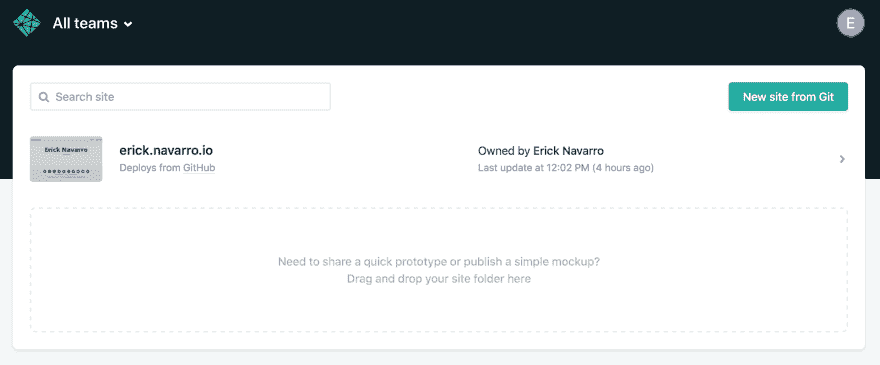 All teams
E
Search site
New site from Git
Erick Navarro
erick.navarro.io
Deploys from GitHub
Owned by Erick Navarro
Last update at 12:02 PM (4 hours ago)
Need to share a quick prototype or publish a simple mockup?
Drag and drop your site folder here